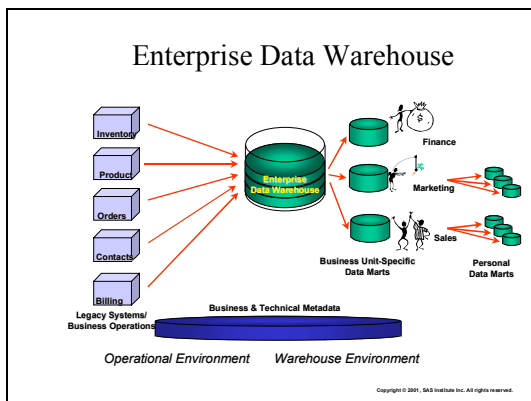 Enterprise Data Warehouse
Inventory
Product
Orders
Contacts
Billing
Legacy Systems/
Business Operations
Enterprise
Data Warehouse
$
Finance
Marketing
Sales
Business Unit-Specific
Data Marts
Personal
Data Marts
Business & Technical Metadata
Operational Environment
Warehouse Environment
Copyright © 2001, SAS Institute Inc. All rights reserved.